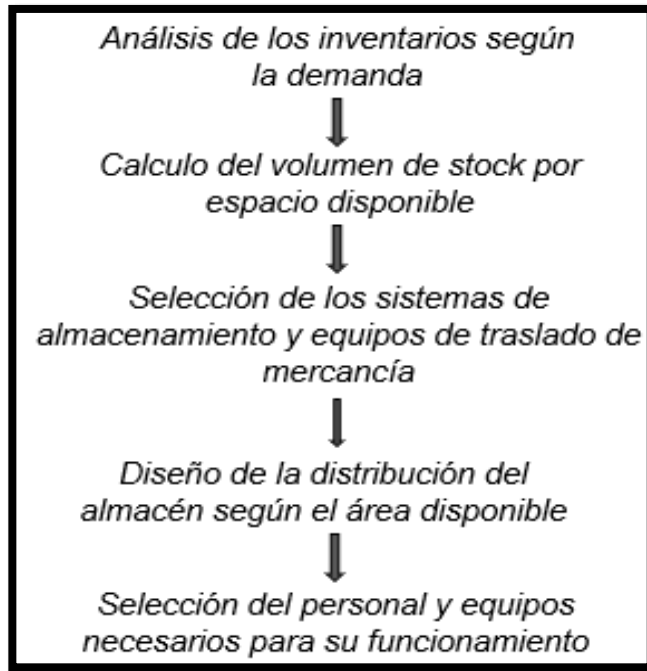 Análisis de los inventarios según
la demanda
Calculo del volumen de stock por
espacio disponible
Selección de los sistemas de
almacenamiento y equipos de traslado de
mercancía
Diseño de la distribución del
almacén según el área disponible
Selección del personal y equipos
necesarios para su funcionamiento